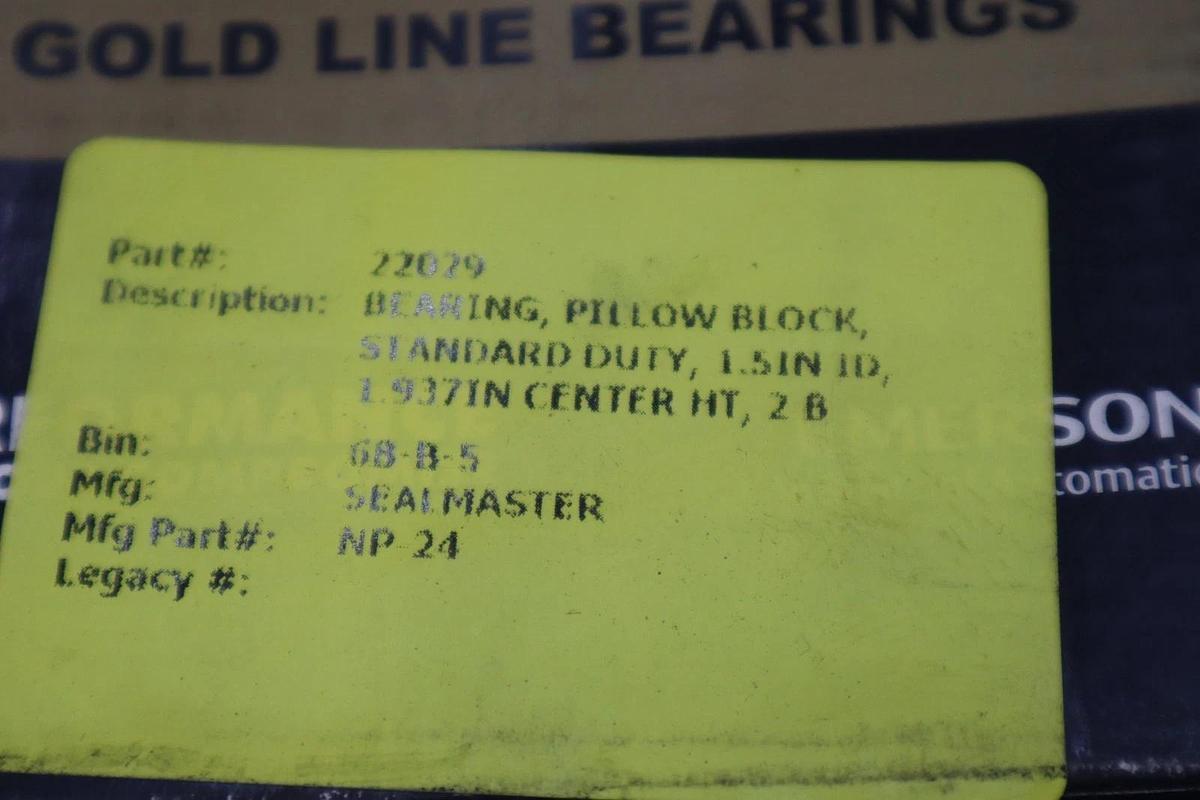 GOLD LINE BEARINGS
Part#: 22029
Description: BEARING, PILLOW BLOCK,
STANDARD DUTY, 1.5IN ID,
1.937IN CENTER HT, 2 B
Bin: 6B-B-5
Mfg: SEALMASTER
Mfg Part#: NP-24
Legacy #: